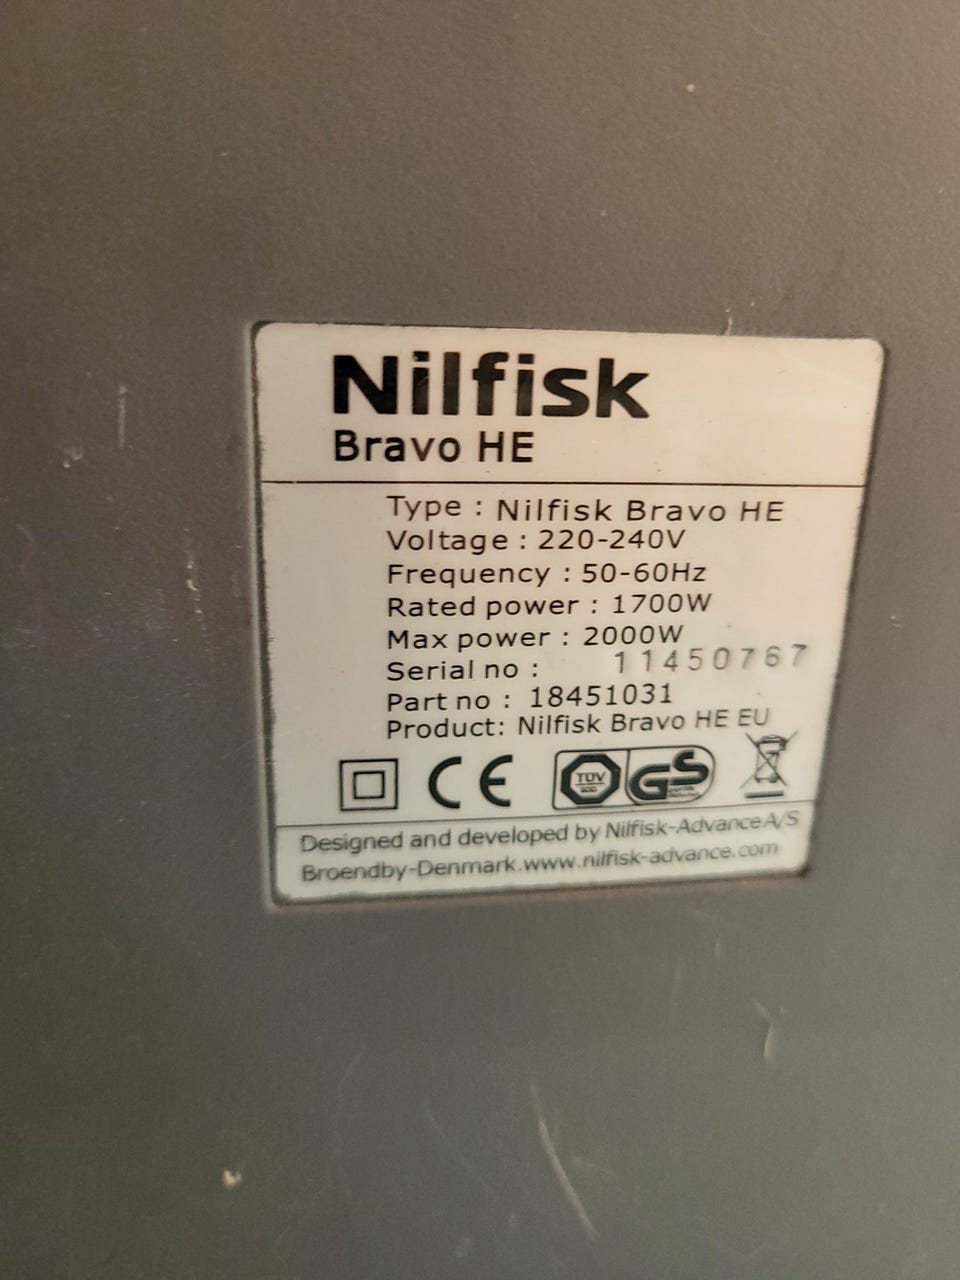 Nilfisk
Bravo HE
Type : Nilfisk Bravo HE
Voltage : 220-240V
Frequency : 50-60Hz
Rated power : 1700W
Max power : 2000W
Serial no : 11450767
Part no : 18451031
Product: Nilfisk Bravo HE EU
CE TÜV GS
Designed and developed by Nilfisk-Advance A/S
Broendby-Denmark.www.nilfisk-advance.com